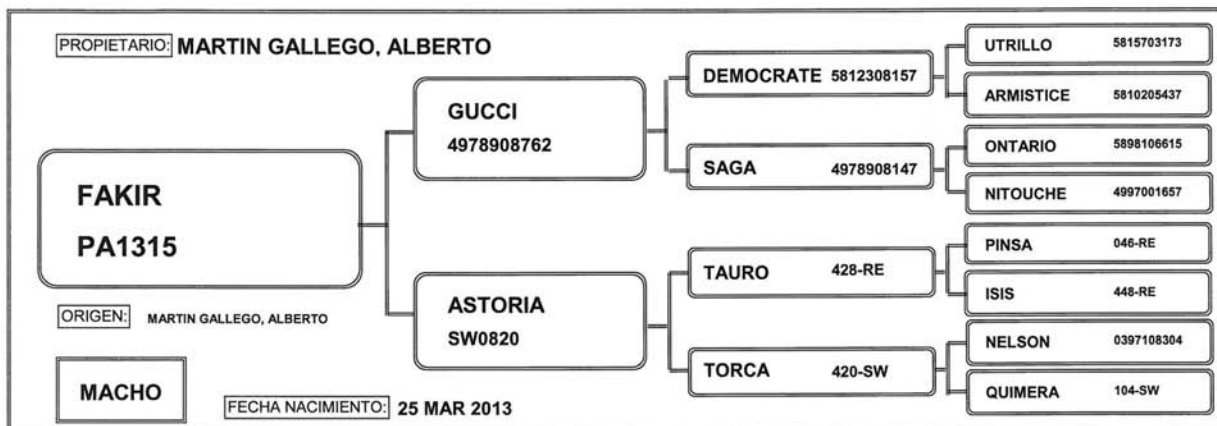 PROPIETARIO: MARTIN GALLEGO, ALBERTO
FAKIR
PA1315
ORIGEN: MARTIN GALLEGO, ALBERTO
MACHO
FECHA NACIMIENTO: 25 MAR 2013
GUCCI
4978908762
ASTORIA
SW0820
DEMOCRATE 5812308157
SAGA 4978908147
TAURO 428-RE
TORCA 420-SW
UTRILLO 5815703173
ARMISTICE 5810205437
ONTARIO 5898106615
NITOUCHE 4997001657
PINSA 046-RE
ISIS 448-RE
NELSON 0397108304
QUIMERA 104-SW